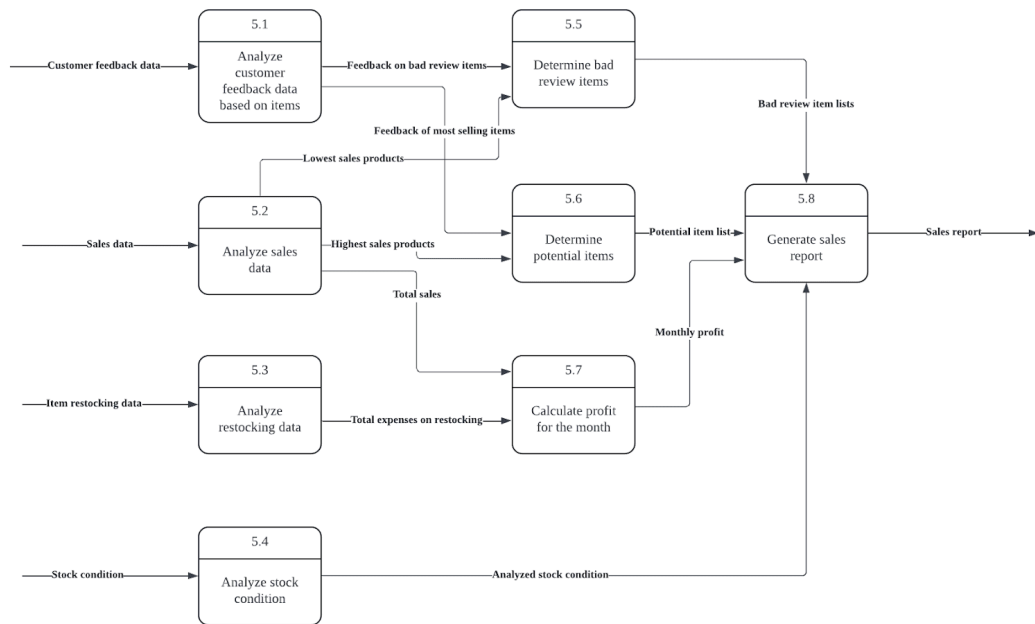 5.1
Analyze
customer
feedback data
based on items
5.5
Determine bad
review items
Customer feedback data
Feedback on bad review items
Bad review item lists
Feedback of most selling items
Lowest sales products
5.2
Analyze sales
data
5.6
Determine
potential items
5.8
Generate sales
report
Sales data
Highest sales products
Potential item list
Sales report
Total sales
Monthly profit
5.3
Analyze
restocking data
5.7
Calculate profit
for the month
Item restocking data
Total expenses on restocking
5.4
Analyze stock
condition
Stock condition
Analyzed stock condition